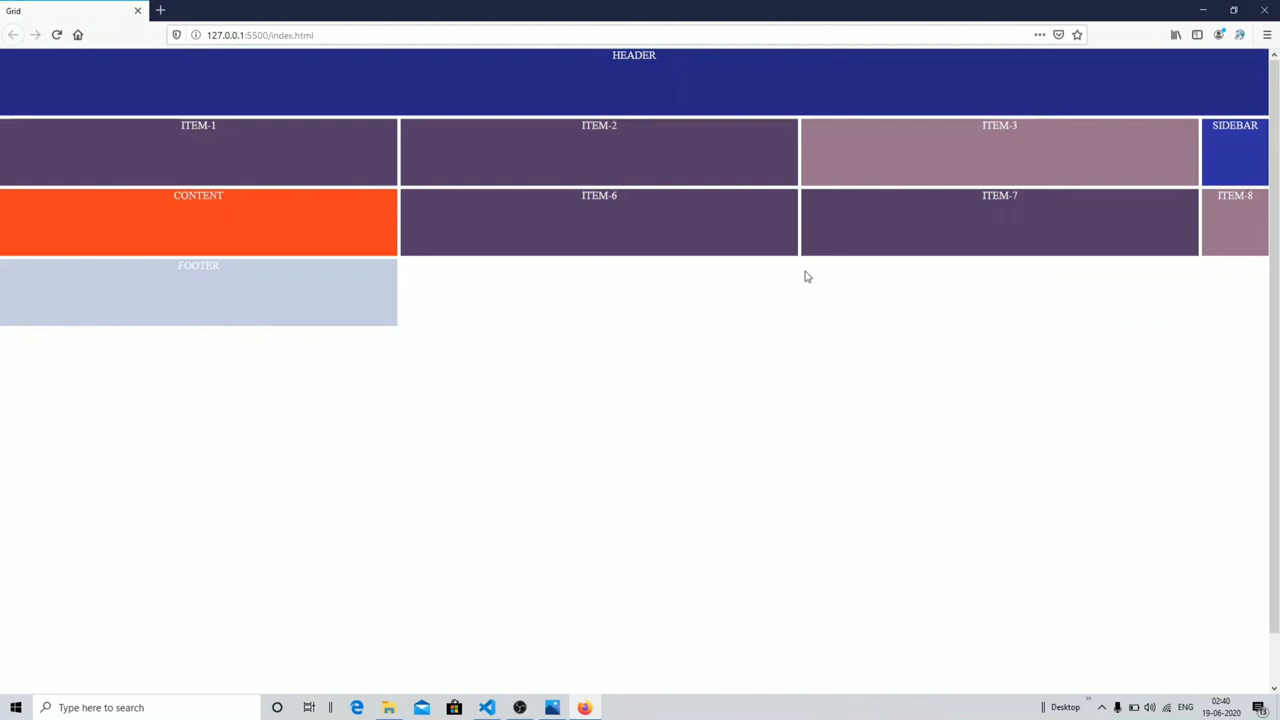 Grid
127.0.0.1:5500/index.html
HEADER
ITEM-1 ITEM-2 ITEM-3 SIDEBAR
CONTENT ITEM-6 ITEM-7 ITEM-8
FOOTER
Type here to search
Desktop
ENG
02:40
19-06-2020
13